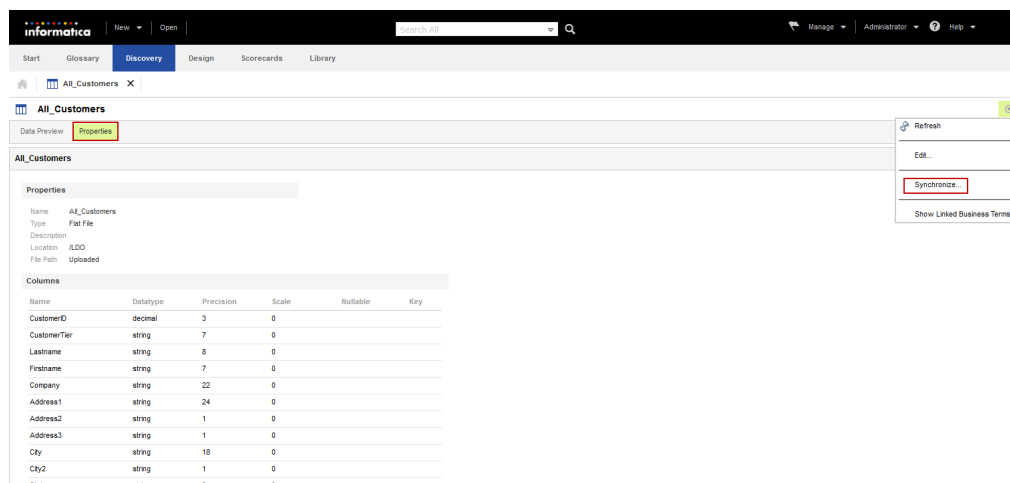 informatica New Open Search All Manage Administrator Help
Start Glossary Discovery Design Scorecards Library
All_Customers X
All_Customers
Data Preview Properties
Refresh
All_Customers
Edit...
Synchronize...
Properties
Show Linked Business Terms
Name All_Customers
Type Flat File
Description
Location /LDO
File Path Uploaded
Columns
Name Datatype Precision Scale Nullable Key
CustomerID decimal 3 0
CustomerTier string 7 0
Lastname string 8 0
Firstname string 7 0
Company string 22 0
Address1 string 24 0
Address2 string 1 0
Address3 string 1 0
City string 18 0
City2 string 1 0